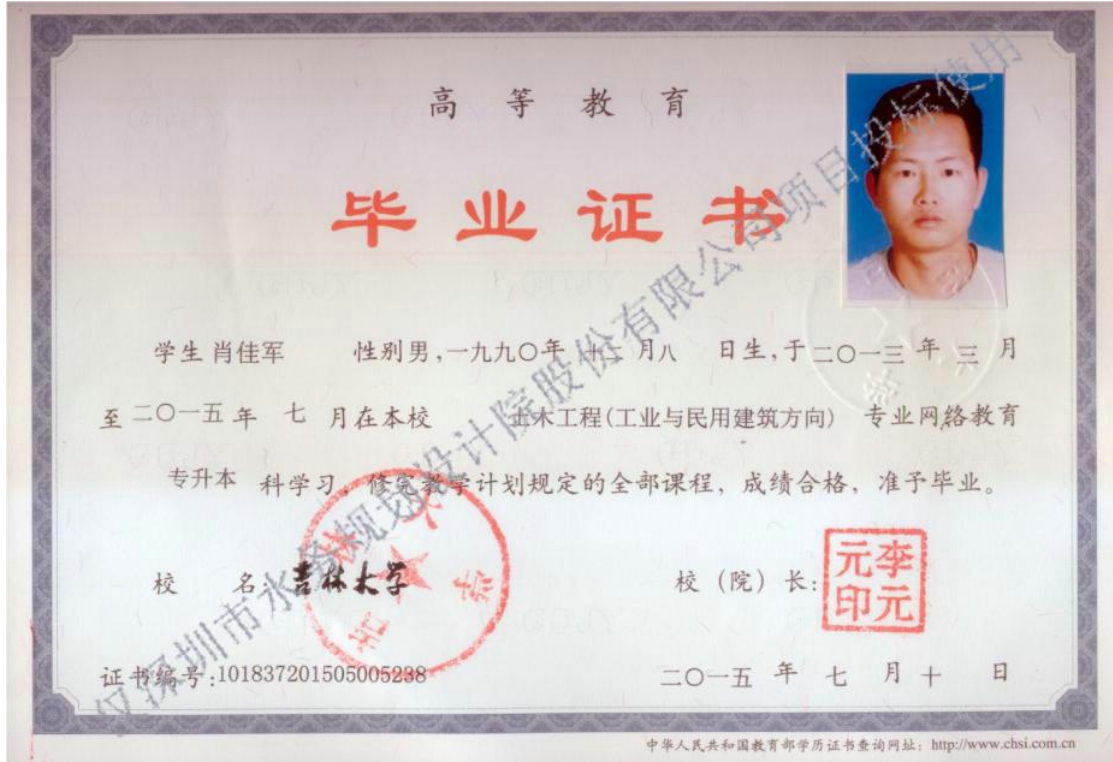 高等教育
毕业证书
学生 肖佳军 性别 男,一九九〇年 十二 月八 日生,于二〇一三 年 三 月
至 二〇一五 年 七 月在本校 土木工程(工业与民用建筑方向) 专业网络教育
专升本 科学习,修完教学计划规定的全部课程,成绩合格,准予毕业。
校 名:吉林大学
校(院)长:
李元元印
证书编号:101837201505005238
二〇一五 年 七 月 十 日
中华人民共和国教育部学历证书查询网址:http://www.chsi.com.cn
仅深圳市水务规划设计院股份有限公司项目投标使用